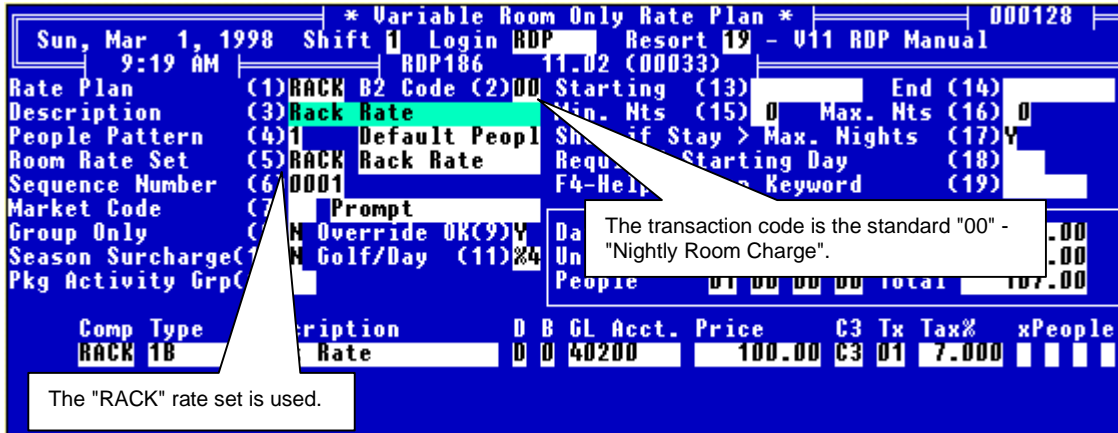 * Variable Room Only Rate Plan * 000128
Sun, Mar 1, 1998 Shift 1 Login RDP Resort 19 - V11 RDP Manual
9:19 AM RDP186 11.02 (00033)
Rate Plan (1)RACK B2 Code (2)00 Starting (13) End (14)
Description (3)Rack Rate Min. Nts (15) 0 Max. Nts (16) 0
People Pattern (4)1 Default Peopl Stay > Max. Nights (17)Y
Room Rate Set (5)RACK Rack Rate Starting Day (18)
Sequence Number (6)0001 F4-Help Keyword (19)
Market Code Prompt
Group Only N Override OK(9)Y
Season Surcharge N Golf/Day (11)%4 .00
Pkg Activity Grp People 01 00 00 00 Total 107.00
The transaction code is the standard "00" -
"Nightly Room Charge".
Comp Type D B GL Acct. Price C3 Tx Tax% xPeople
RACK 1B Rate D 0 40200 100.00 C3 01 7.000
The "RACK" rate set is used.